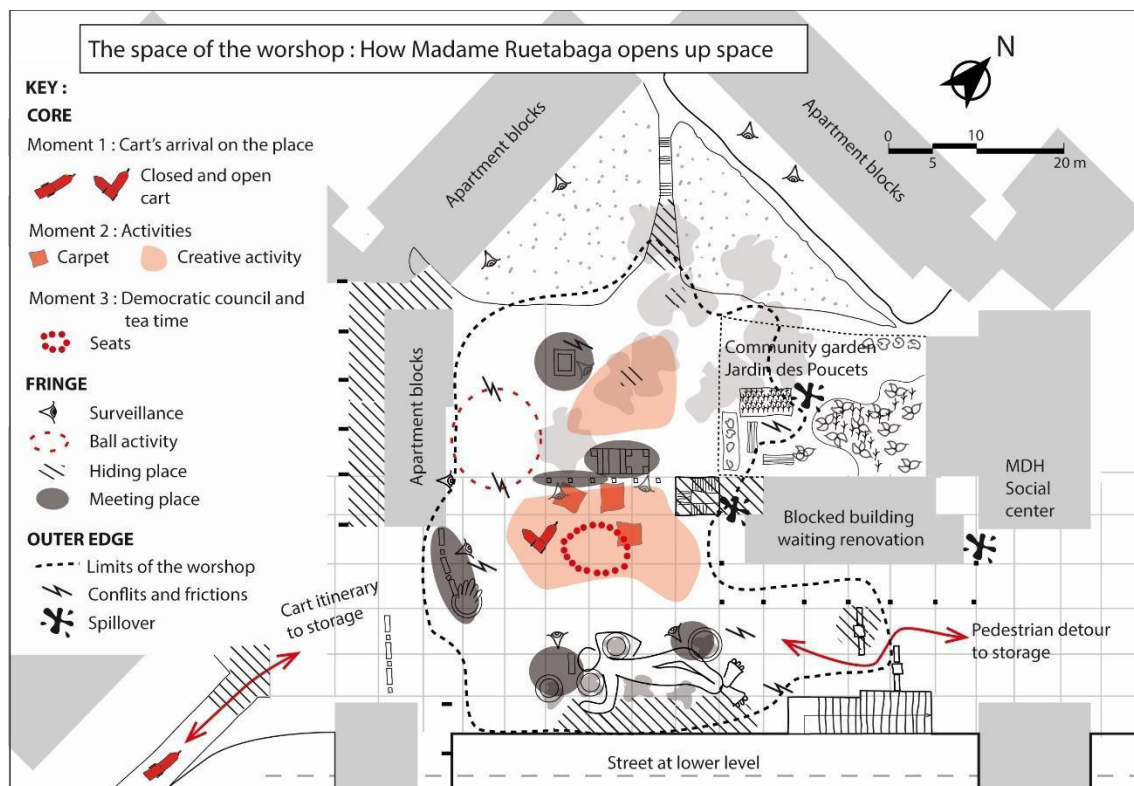 The space of the worshop : How Madame Ruetabaga opens up space
N
0
10
5
20 m
KEY :
CORE
Moment 1 : Cart's arrival on the place
Closed and open
cart
Moment 2 : Activities
Carpet
Creative activity
Moment 3 : Democratic council and
tea time
Seats
FRINGE
Surveillance
Ball activity
Hiding place
Meeting place
OUTER EDGE
Limits of the worshop
Conflits and frictions
Spillover
Apartment blocks
Apartment blocks
Apartment blocks
Community garden
Jardin des Poucets
MDH
Social
center
Blocked building
waiting renovation
Cart itinerary
to storage
Pedestrian detour
to storage
Street at lower level